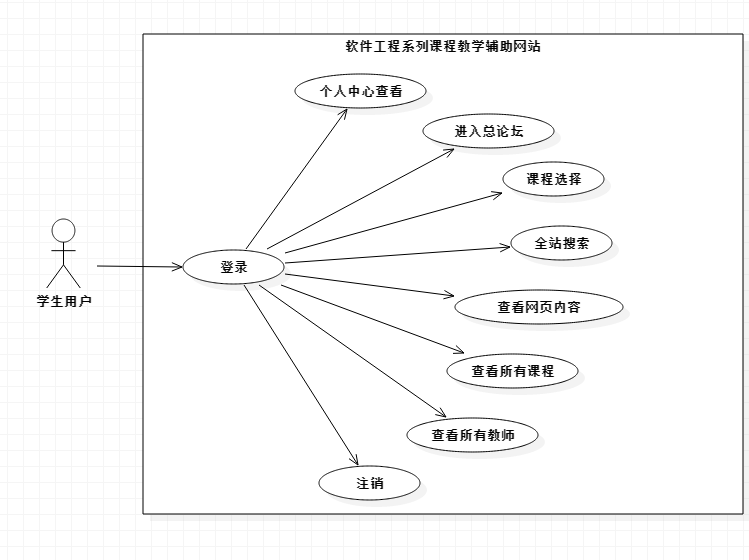 软件工程系列课程教学辅助网站
个人中心查看
进入总论坛
课程选择
全站搜索
登录
学生用户
查看网页内容
查看所有课程
查看所有教师
注销